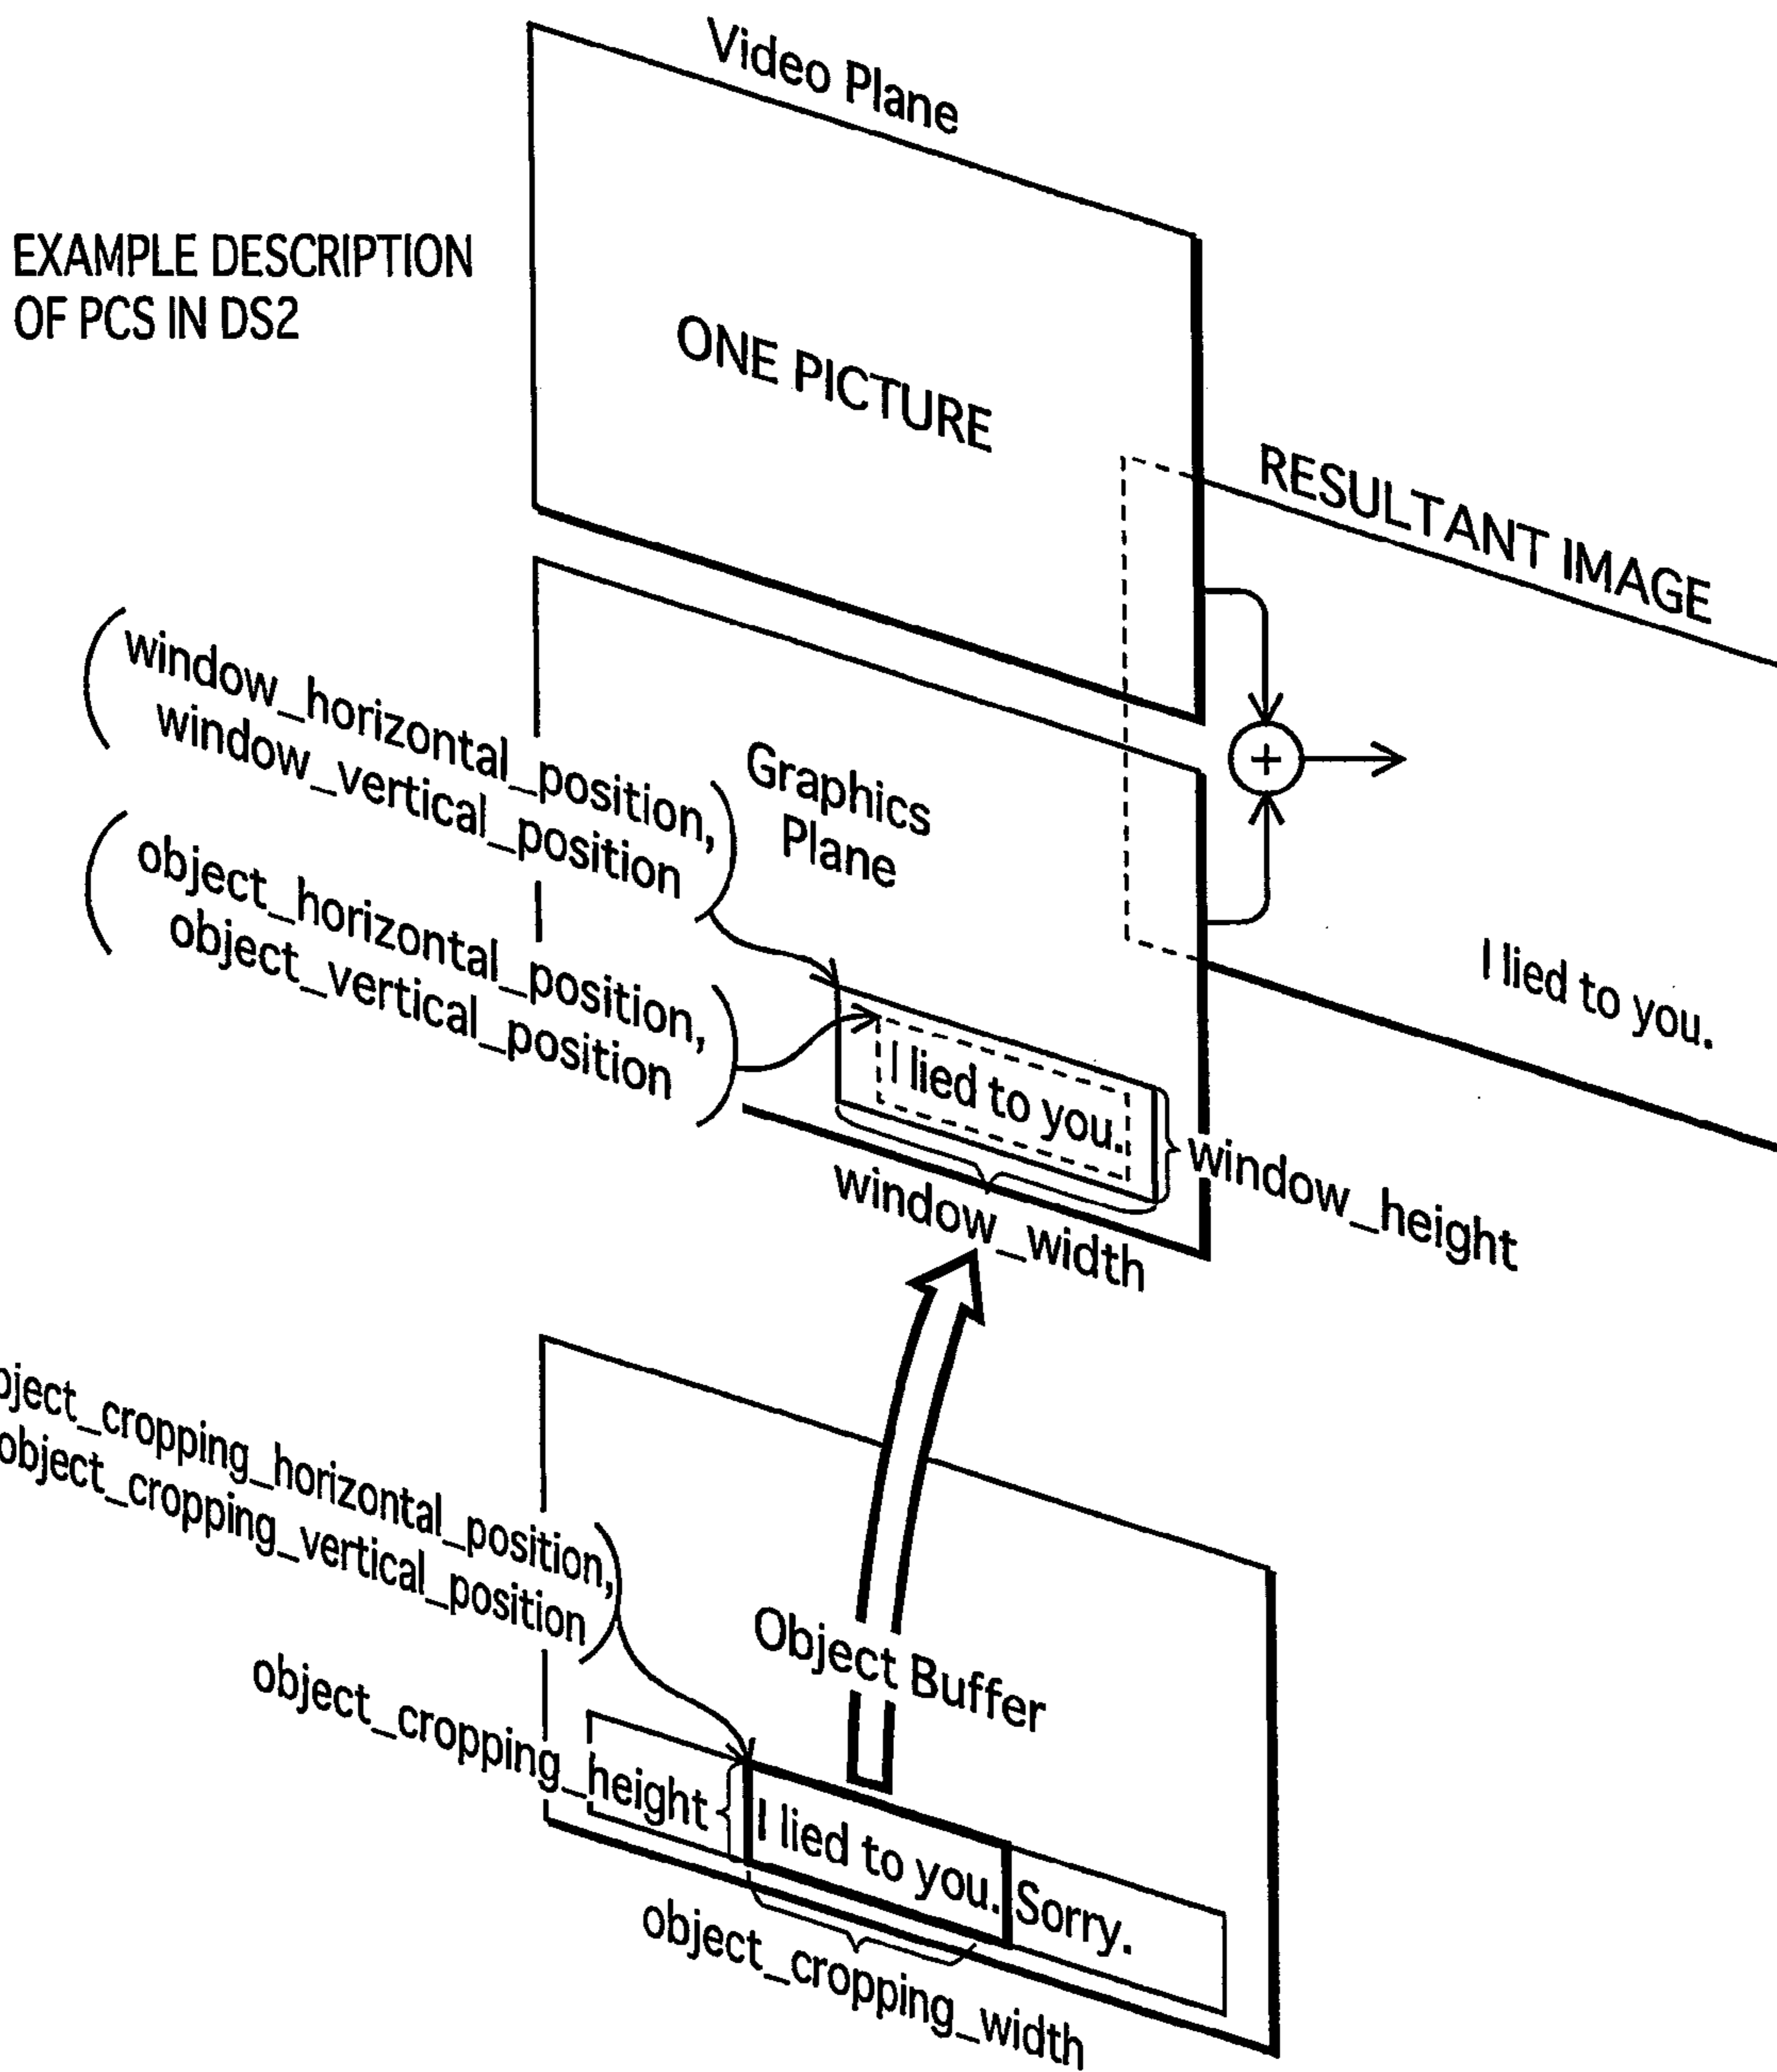 Video Plane
EXAMPLE DESCRIPTION
OF PCS IN DS2
ONE PICTURE
RESULTANT IMAGE
(window_horizontal_position,
window_vertical_position)
Graphics
Plane
+
(object_horizontal_position,
object_vertical_position)
I lied to you.
I lied to you.
window_height
window_width
object_cropping_horizontal_position,
object_cropping_vertical_position)
Object Buffer
object_cropping_height
I lied to you. Sorry.
object_cropping_width